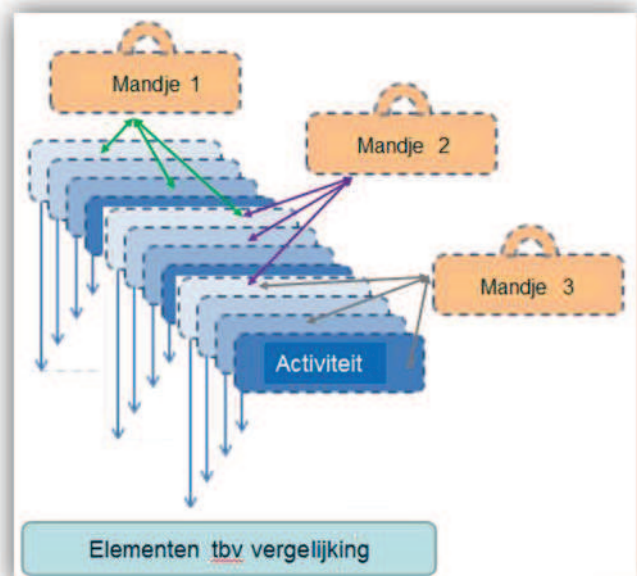 Mandje 1
Mandje 2
Mandje 3
Activiteit
Elementen tbv vergelijking